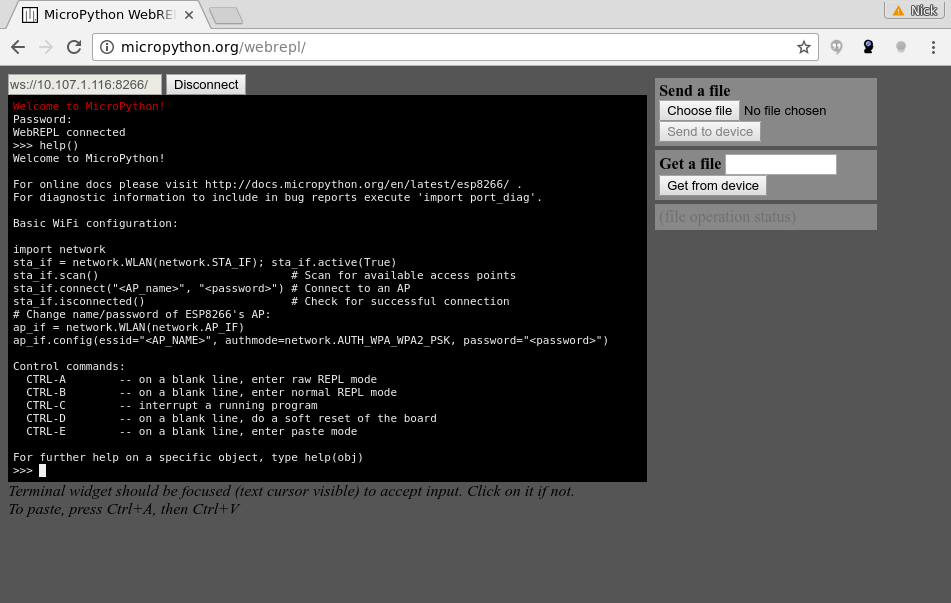 MicroPython WebRE
Nick
micropython.org/webrepl/
ws://10.107.1.116:8266/ Disconnect
Welcome to MicroPython!
Password:
WebREPL connected
>>> help()
Welcome to MicroPython!
For online docs please visit http://docs.micropython.org/en/latest/esp8266/ .
For diagnostic information to include in bug reports execute 'import port_diag'.
Basic WiFi configuration:
import network
sta_if = network.WLAN(network.STA_IF); sta_if.active(True)
sta_if.scan()                             # Scan for available access points
sta_if.connect("<AP_name>", "<password>") # Connect to an AP
sta_if.isconnected()                      # Check for successful connection
# Change name/password of ESP8266's AP:
ap_if = network.WLAN(network.AP_IF)
ap_if.config(essid="<AP_NAME>", authmode=network.AUTH_WPA_WPA2_PSK, password="<password>")
Control commands:
  CTRL-A        -- on a blank line, enter raw REPL mode
  CTRL-B        -- on a blank line, enter normal REPL mode
  CTRL-C        -- interrupt a running program
  CTRL-D        -- on a blank line, do a soft reset of the board
  CTRL-E        -- on a blank line, enter paste mode
For further help on a specific object, type help(obj)
>>>
Terminal widget should be focused (text cursor visible) to accept input. Click on it if not.
To paste, press Ctrl+A, then Ctrl+V
Send a file
Choose file No file chosen
Send to device
Get a file
Get from device
(file operation status)